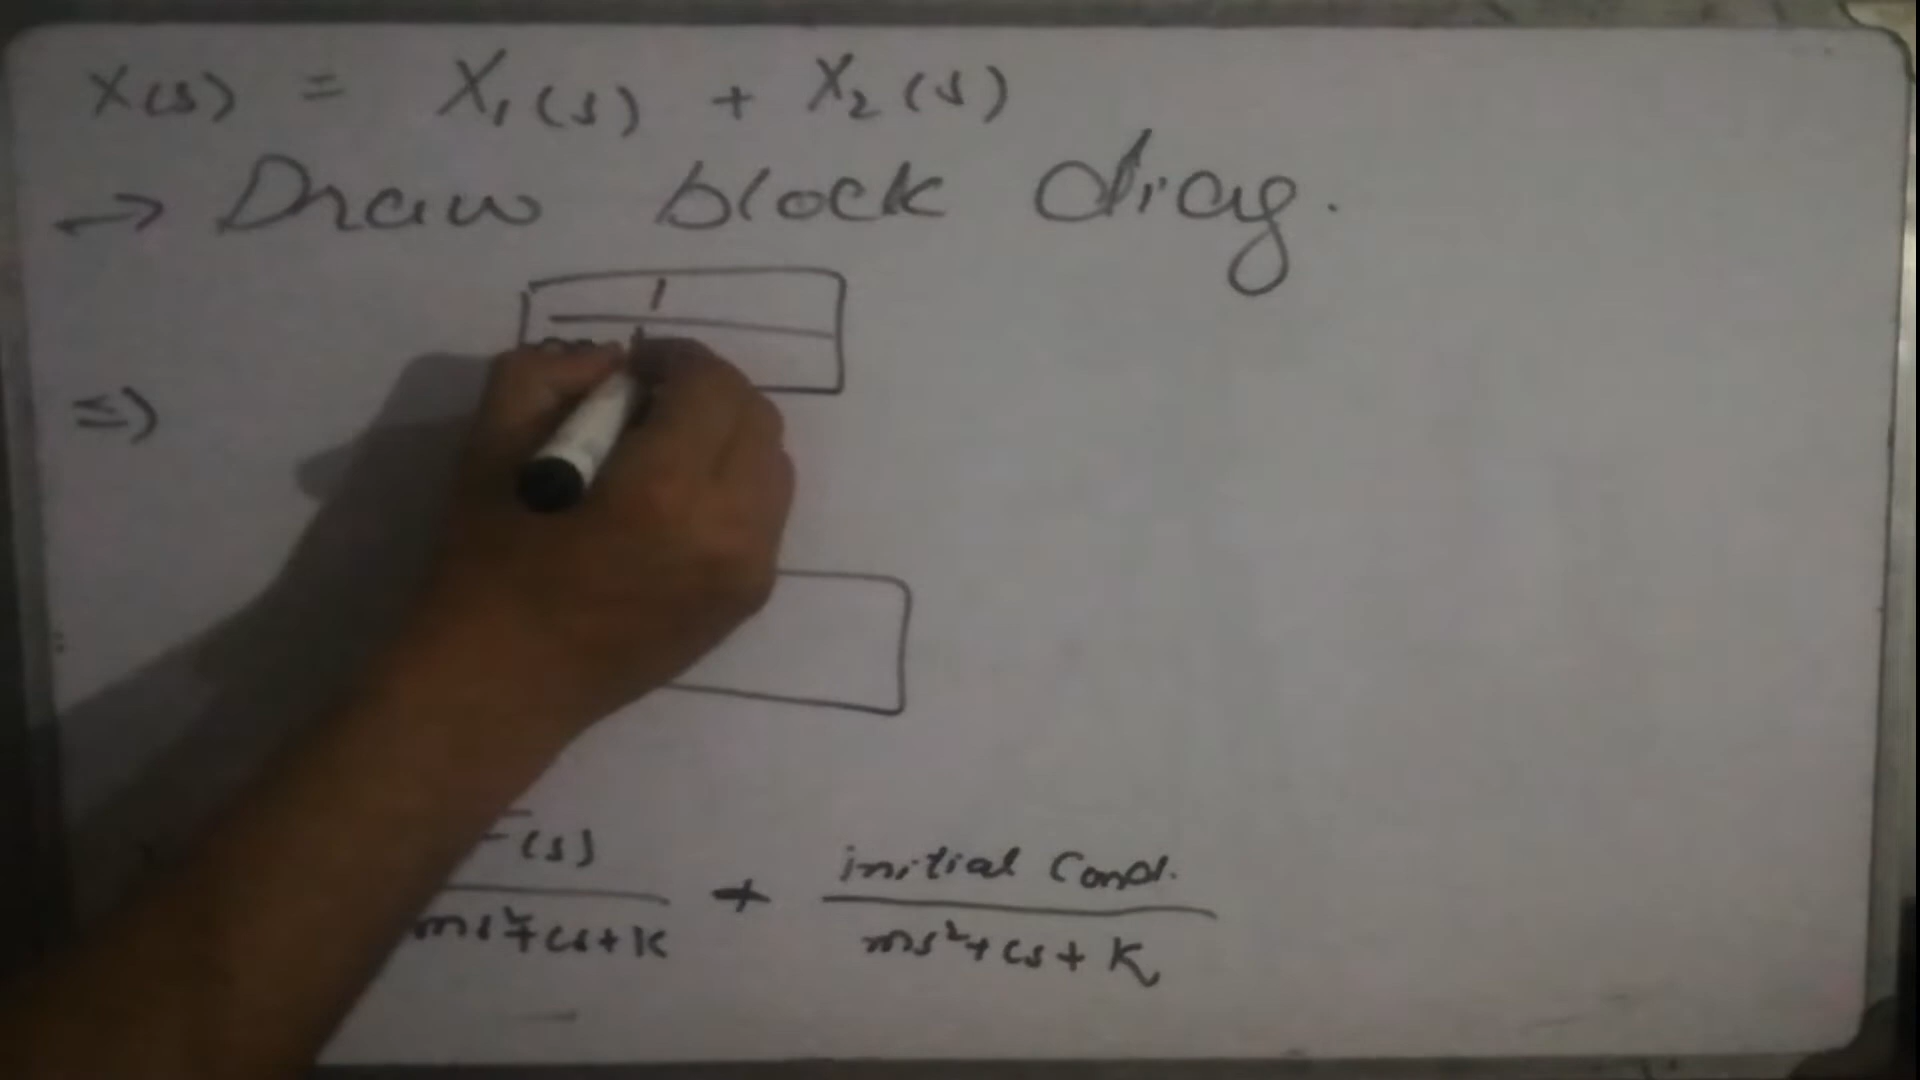 X(s) = X₁(s) + X₂(s)
→ Draw block diag.
1
=)
F(s) / ms²+cs+k + initial Cond. / ms²+cs+k